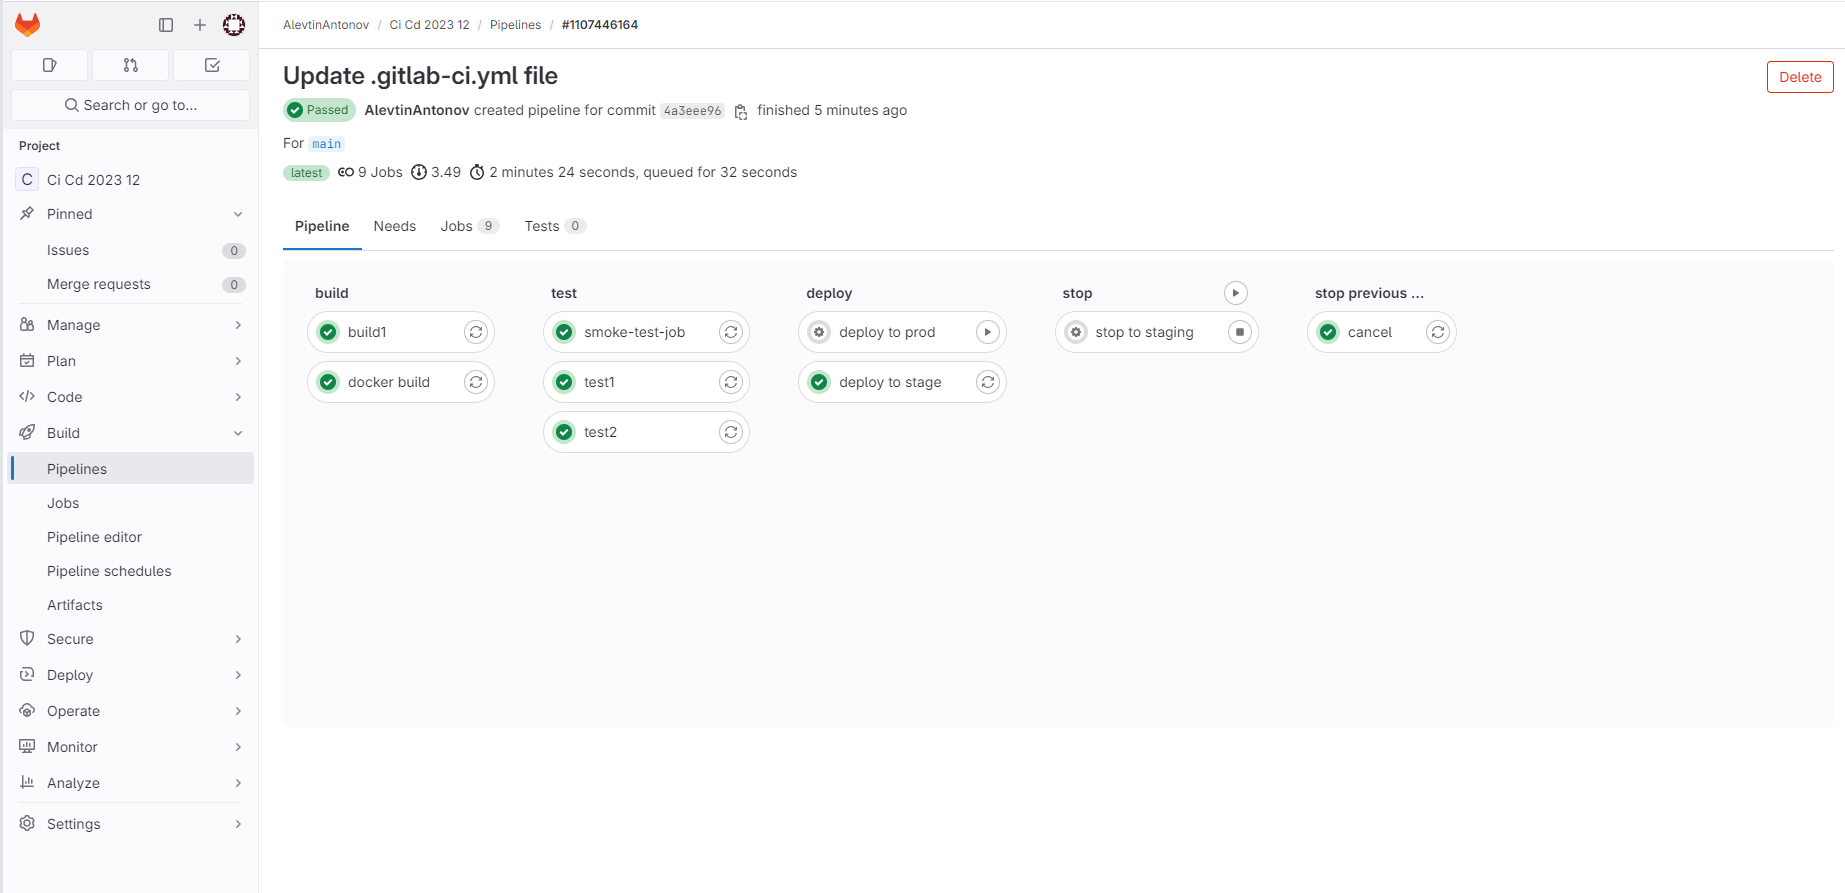 AlevtinAntonov / Ci Cd 2023 12 / Pipelines / #1107446164
Search or go to...
Project
C Ci Cd 2023 12
Pinned
Issues 0
Merge requests 0
Manage
Plan
Code
Build
Pipelines
Jobs
Pipeline editor
Pipeline schedules
Artifacts
Secure
Deploy
Operate
Monitor
Analyze
Settings
Update .gitlab-ci.yml file
Delete
Passed AlevtinAntonov created pipeline for commit 4a3eee96 finished 5 minutes ago
For main
latest 9 Jobs 3.49 2 minutes 24 seconds, queued for 32 seconds
Pipeline Needs Jobs 9 Tests 0
build
build1
docker build
test
smoke-test-job
test1
test2
deploy
deploy to prod
deploy to stage
stop
stop to staging
stop previous ...
cancel